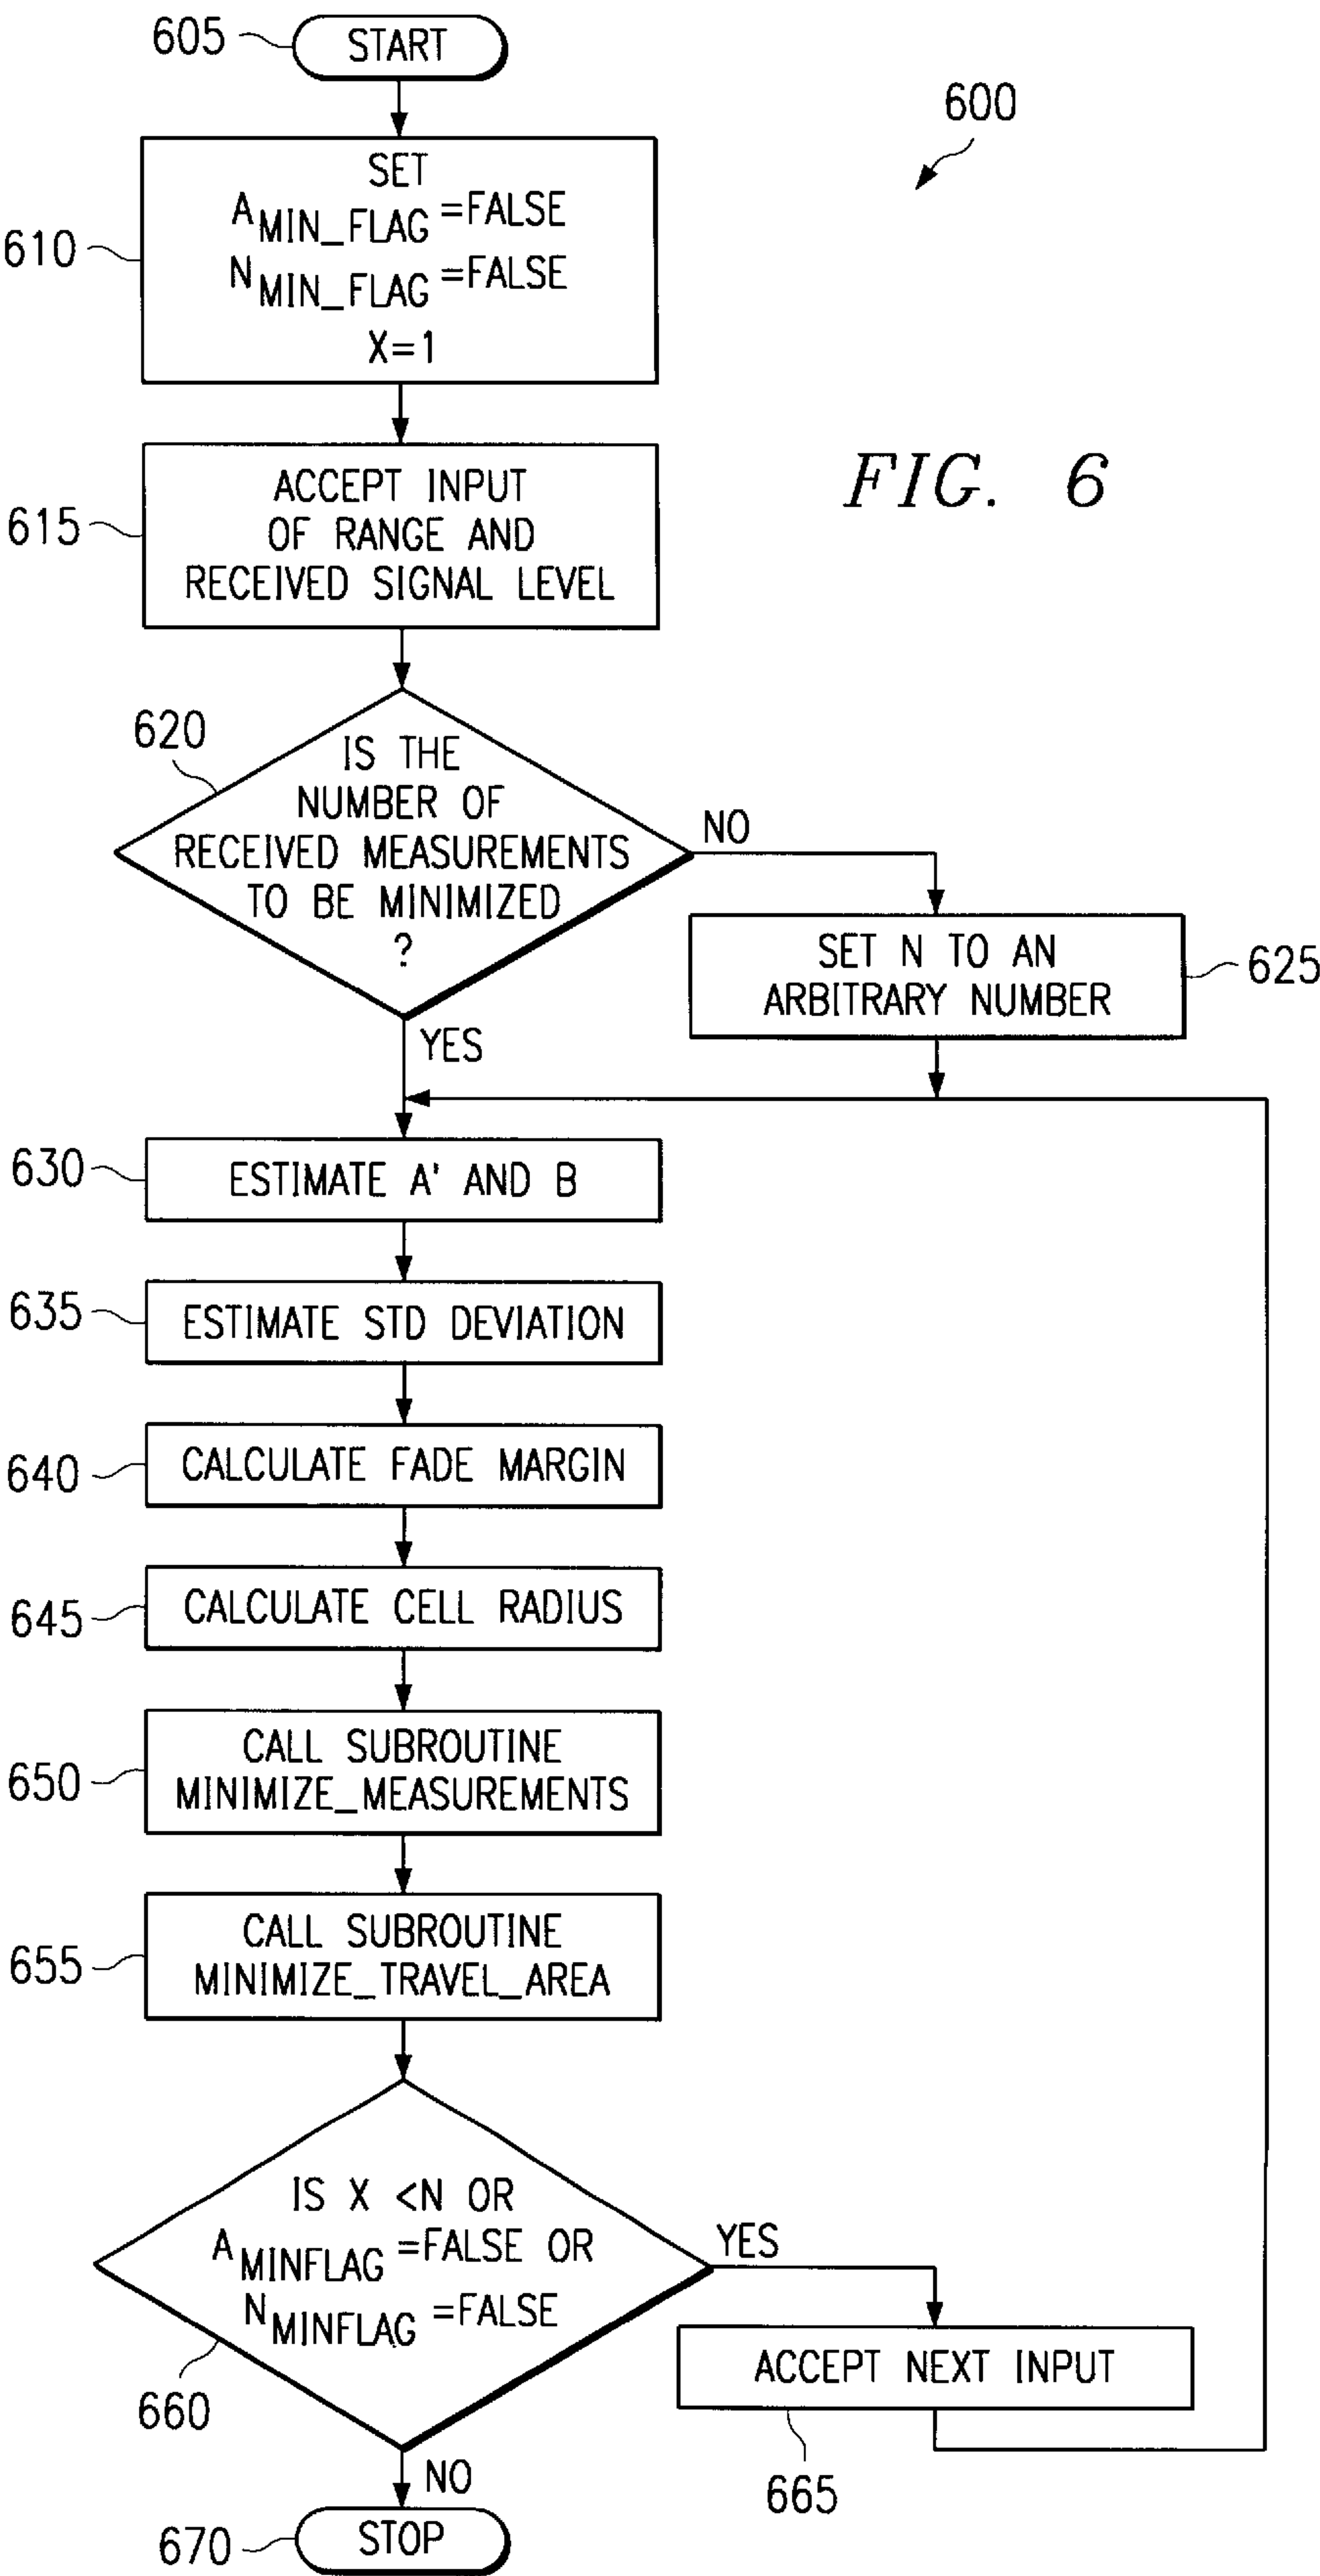 605
START
600
SET
A MIN_FLAG =FALSE
N MIN_FLAG =FALSE
X=1
610
ACCEPT INPUT
OF RANGE AND
RECEIVED SIGNAL LEVEL
615
FIG. 6
620
IS THE
NUMBER OF
RECEIVED MEASUREMENTS
TO BE MINIMIZED
?
NO
SET N TO AN
ARBITRARY NUMBER
625
YES
630
ESTIMATE A' AND B
635
ESTIMATE STD DEVIATION
640
CALCULATE FADE MARGIN
645
CALCULATE CELL RADIUS
650
CALL SUBROUTINE
MINIMIZE_MEASUREMENTS
655
CALL SUBROUTINE
MINIMIZE_TRAVEL_AREA
IS X <N OR
A MINFLAG =FALSE OR
N MINFLAG =FALSE
YES
660
ACCEPT NEXT INPUT
665
NO
670
STOP